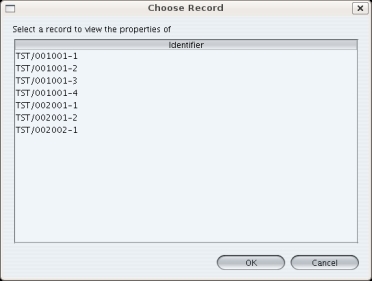 Choose Record
Select a record to view the properties of
Identifier
TST/001001-1
TST/001001-2
TST/001001-3
TST/001001-4
TST/002001-1
TST/002001-2
TST/002002-1
OK
Cancel